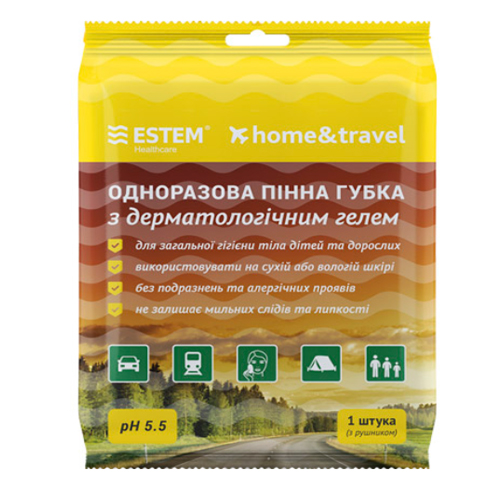 ESTEM®
Healthcare
home&travel
ОДНОРАЗОВА ПІННА ГУБКА
з дерматологічним гелем
для загальної гігієни тіла дітей та дорослих
використовувати на сухій або вологій шкірі
без подразнень та алергічних проявів
не залишає мильних слідів та липкості
pH 5.5
1 штука
(з рушником)